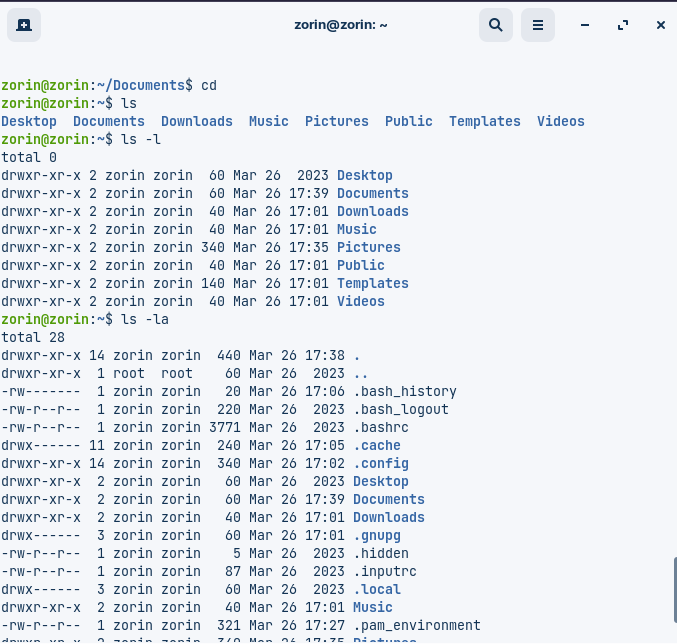 zorin@zorin: ~
zorin@zorin:~/Documents$ cd
zorin@zorin:~$ ls
Desktop  Documents  Downloads  Music  Pictures  Public  Templates  Videos
zorin@zorin:~$ ls -l
total 0
drwxr-xr-x 2 zorin zorin  60 Mar 26  2023 Desktop
drwxr-xr-x 2 zorin zorin  60 Mar 26 17:39 Documents
drwxr-xr-x 2 zorin zorin  40 Mar 26 17:01 Downloads
drwxr-xr-x 2 zorin zorin  40 Mar 26 17:01 Music
drwxr-xr-x 2 zorin zorin 340 Mar 26 17:35 Pictures
drwxr-xr-x 2 zorin zorin  40 Mar 26 17:01 Public
drwxr-xr-x 2 zorin zorin 140 Mar 26 17:01 Templates
drwxr-xr-x 2 zorin zorin  40 Mar 26 17:01 Videos
zorin@zorin:~$ ls -la
total 28
drwxr-xr-x 14 zorin zorin  440 Mar 26 17:38 .
drwxr-xr-x  1 root  root    60 Mar 26  2023 ..
-rw-------  1 zorin zorin   20 Mar 26 17:06 .bash_history
-rw-r--r--  1 zorin zorin  220 Mar 26  2023 .bash_logout
-rw-r--r--  1 zorin zorin 3771 Mar 26  2023 .bashrc
drwx------ 11 zorin zorin  240 Mar 26 17:05 .cache
drwxr-xr-x 14 zorin zorin  340 Mar 26 17:02 .config
drwxr-xr-x  2 zorin zorin   60 Mar 26  2023 Desktop
drwxr-xr-x  2 zorin zorin   60 Mar 26 17:39 Documents
drwxr-xr-x  2 zorin zorin   40 Mar 26 17:01 Downloads
drwx------  3 zorin zorin   60 Mar 26 17:01 .gnupg
-rw-r--r--  1 zorin zorin    5 Mar 26  2023 .hidden
-rw-r--r--  1 zorin zorin   87 Mar 26  2023 .inputrc
drwx------  3 zorin zorin   60 Mar 26  2023 .local
drwxr-xr-x  2 zorin zorin   40 Mar 26 17:01 Music
-rw-r--r--  1 zorin zorin  321 Mar 26 17:27 .pam_environment
drwxr-xr-x  2 zorin zorin  340 Mar 26 17:35 Pictures